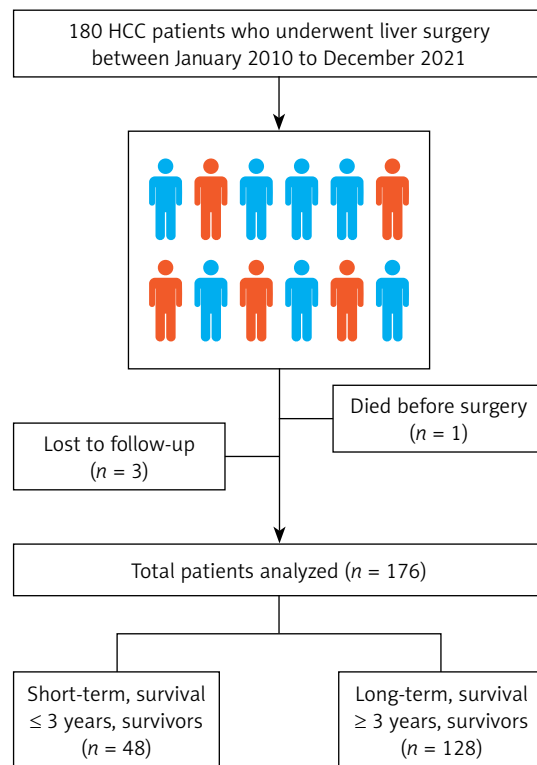 180 HCC patients who underwent liver surgery
between January 2010 to December 2021
Died before surgery
(n = 1)
Lost to follow-up
(n = 3)
Total patients analyzed (n = 176)
Short-term, survival
≤ 3 years, survivors
(n = 48)
Long-term, survival
≥ 3 years, survivors
(n = 128)